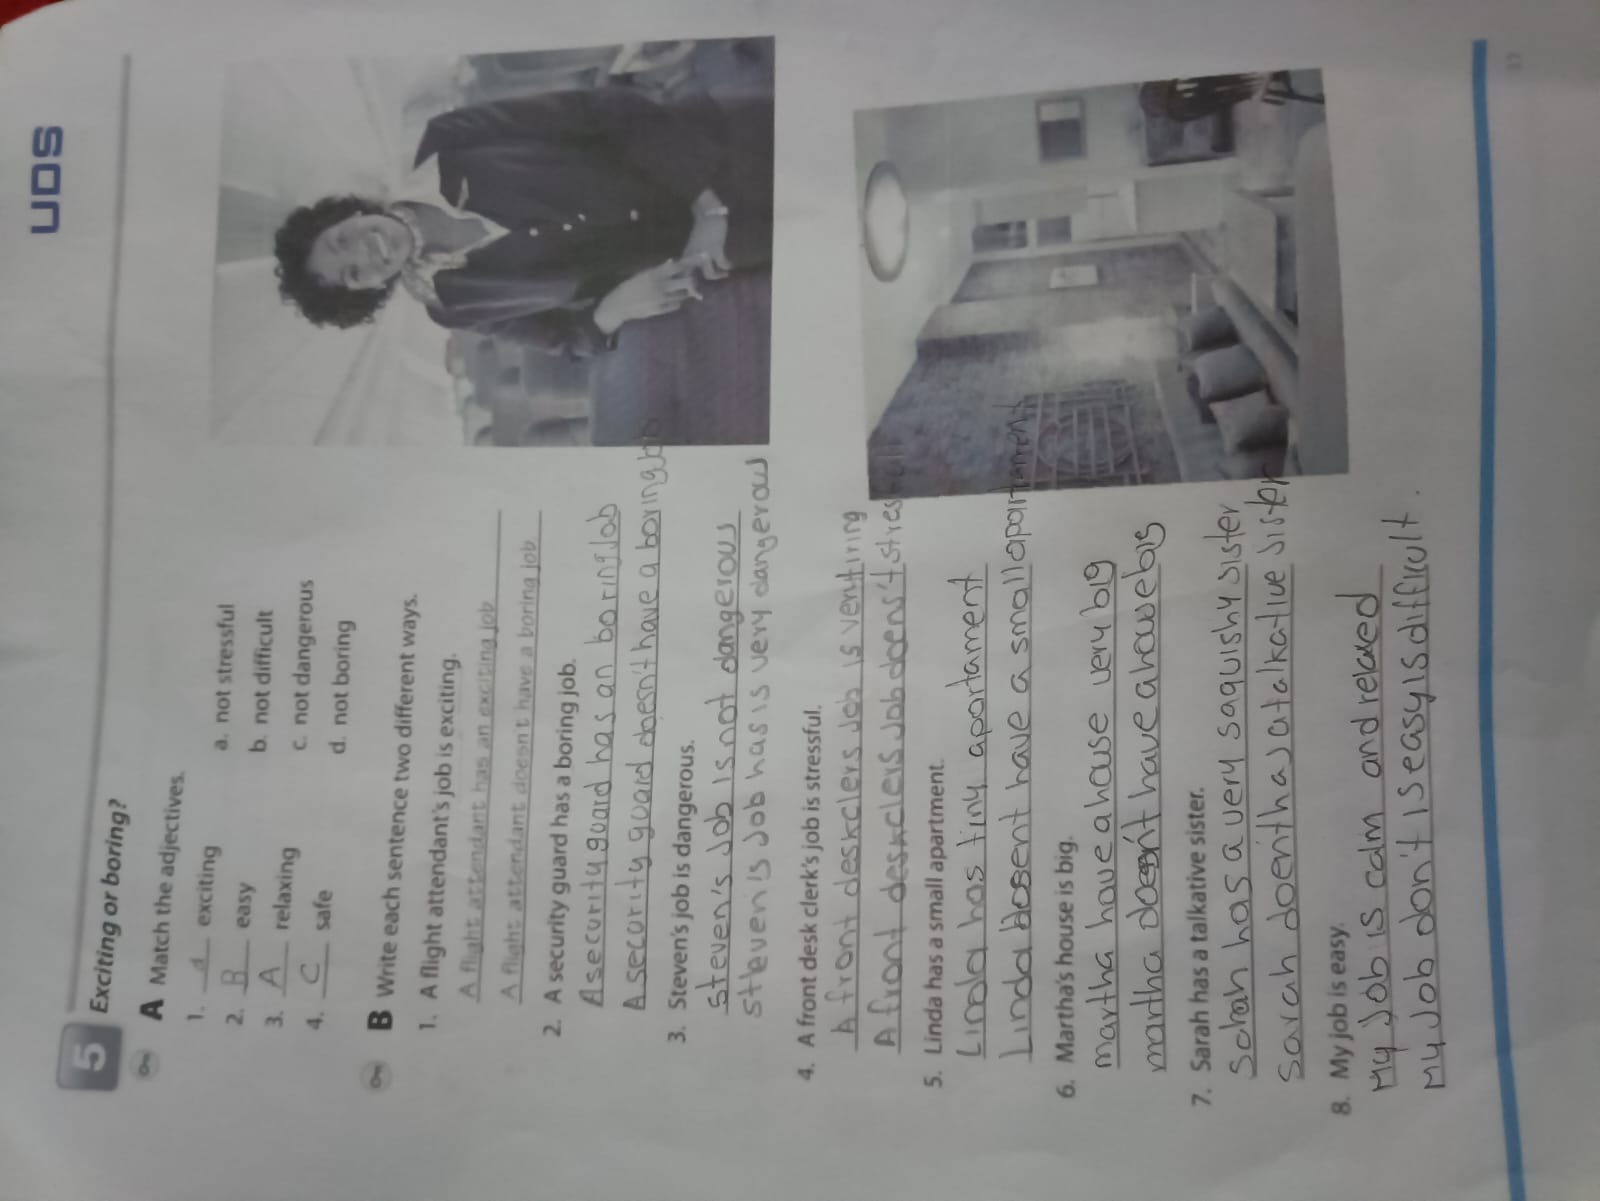 UDS
5 Exciting or boring?
A Match the adjectives.
1. d exciting a. not stressful
2. B easy b. not difficult
3. A relaxing c. not dangerous
4. C safe d. not boring
B Write each sentence two different ways.
1. A flight attendant's job is exciting.
A flight attendant has an exciting job
A flight attendant doesn't have a boring job
2. A security guard has a boring job.
A security guard has an boring Job
A security guard doesn't have a boring
3. Steven's job is dangerous.
steven's Job is not dangerous
steven is Job has is very dangerow
4. A front desk clerk's job is stressful.
A front deskclers Job is ventiring
A front desKclers Job doens't
5. Linda has a small apartment.
Linda has tiny apartament
Linda dosent have a small apartment
6. Martha's house is big.
martha have a house very big
martha doesn't have a house big
7. Sarah has a talkative sister.
Sarah has a very saquishy sister
Sarah doenthas a talkative sister
8. My job is easy.
My Job is calm and relaxed
My Job don't is easy is difficult.
37